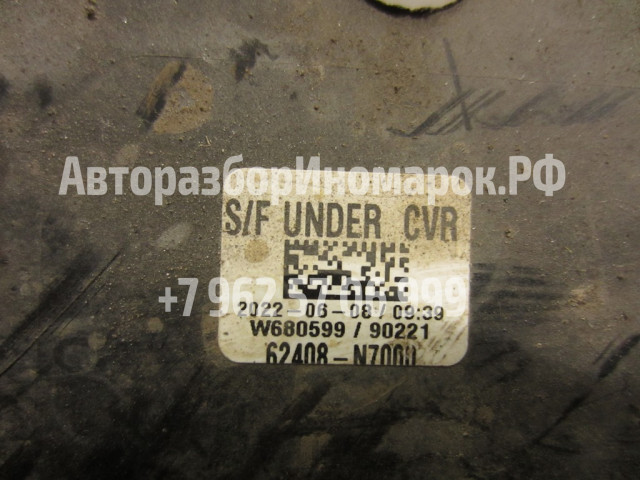 АвторазборИномарок.РФ
S/F UNDER CVR
2022-06-08 / 09:39
W680599 / 90221
62408-N7000